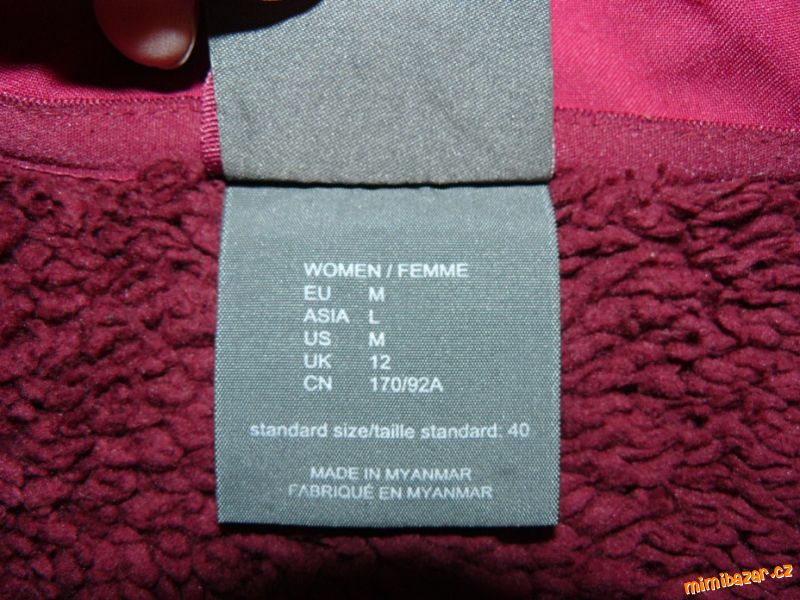 WOMEN / FEMME
EU M
ASIA L
US M
UK 12
CN 170/92A
standard size/taille standard: 40
MADE IN MYANMAR
FABRIQUÉ EN MYANMAR
mimibazar.cz